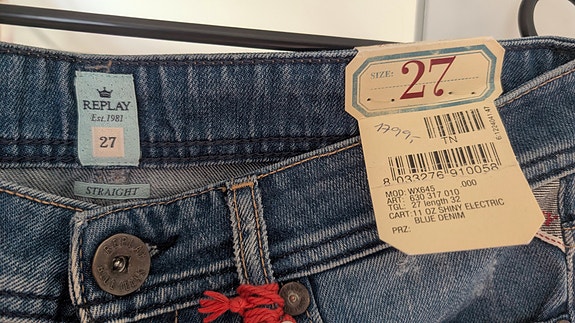 REPLAY
Est.1981
27
STRAIGHT
SIZE: 27
1799,-
TN
8 033276 910056
MOD: WX645 .000
ART: 630 317 010
TGL: 27 length 32
CART: 11 OZ SHINY ELECTRIC
BLUE DENIM
PRZ: